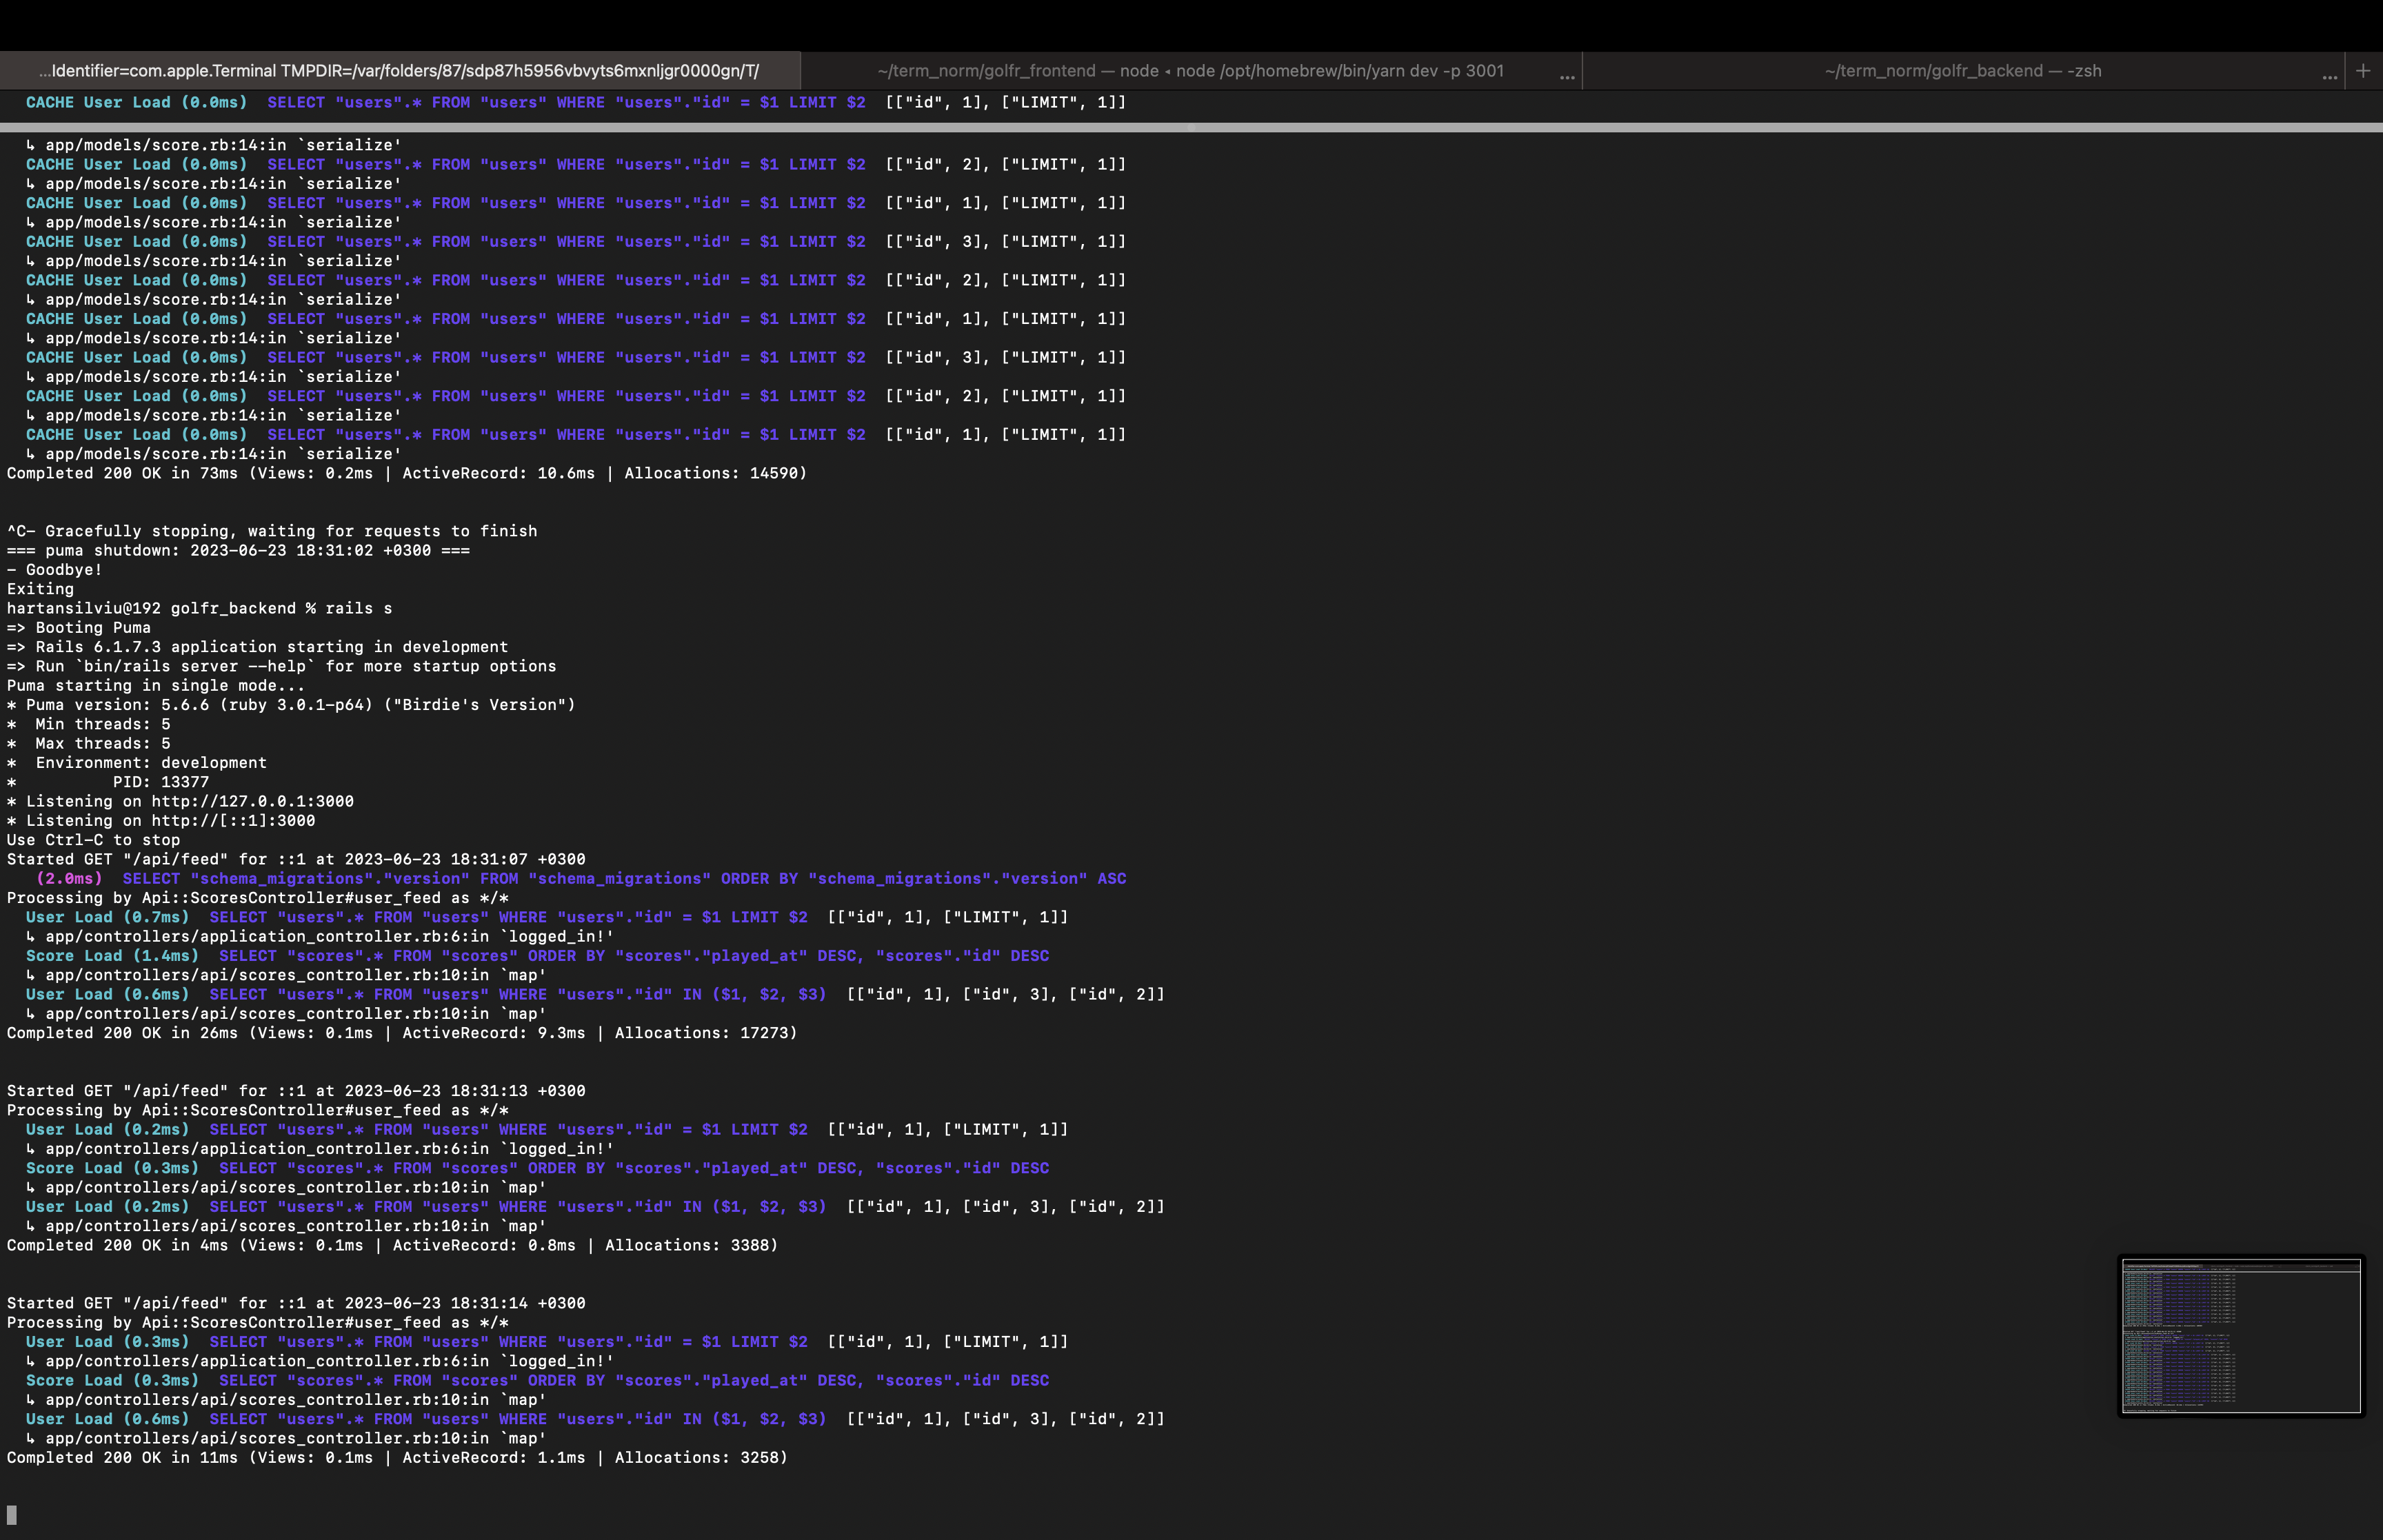 ...Identifier=com.apple.Terminal TMPDIR=/var/folders/87/sdp87h5956vbvyts6mxnljgr0000gn/T/
~/term_norm/golfr_frontend — node ◂ node /opt/homebrew/bin/yarn dev -p 3001 ...
~/term_norm/golfr_backend — -zsh ... +
CACHE User Load (0.0ms)  SELECT "users".* FROM "users" WHERE "users"."id" = $1 LIMIT $2  [["id", 1], ["LIMIT", 1]]
↳ app/models/score.rb:14:in `serialize'
CACHE User Load (0.0ms)  SELECT "users".* FROM "users" WHERE "users"."id" = $1 LIMIT $2  [["id", 2], ["LIMIT", 1]]
↳ app/models/score.rb:14:in `serialize'
CACHE User Load (0.0ms)  SELECT "users".* FROM "users" WHERE "users"."id" = $1 LIMIT $2  [["id", 1], ["LIMIT", 1]]
↳ app/models/score.rb:14:in `serialize'
CACHE User Load (0.0ms)  SELECT "users".* FROM "users" WHERE "users"."id" = $1 LIMIT $2  [["id", 3], ["LIMIT", 1]]
↳ app/models/score.rb:14:in `serialize'
CACHE User Load (0.0ms)  SELECT "users".* FROM "users" WHERE "users"."id" = $1 LIMIT $2  [["id", 2], ["LIMIT", 1]]
↳ app/models/score.rb:14:in `serialize'
CACHE User Load (0.0ms)  SELECT "users".* FROM "users" WHERE "users"."id" = $1 LIMIT $2  [["id", 1], ["LIMIT", 1]]
↳ app/models/score.rb:14:in `serialize'
CACHE User Load (0.0ms)  SELECT "users".* FROM "users" WHERE "users"."id" = $1 LIMIT $2  [["id", 3], ["LIMIT", 1]]
↳ app/models/score.rb:14:in `serialize'
CACHE User Load (0.0ms)  SELECT "users".* FROM "users" WHERE "users"."id" = $1 LIMIT $2  [["id", 2], ["LIMIT", 1]]
↳ app/models/score.rb:14:in `serialize'
CACHE User Load (0.0ms)  SELECT "users".* FROM "users" WHERE "users"."id" = $1 LIMIT $2  [["id", 1], ["LIMIT", 1]]
↳ app/models/score.rb:14:in `serialize'
Completed 200 OK in 73ms (Views: 0.2ms | ActiveRecord: 10.6ms | Allocations: 14590)
^C- Gracefully stopping, waiting for requests to finish
=== puma shutdown: 2023-06-23 18:31:02 +0300 ===
- Goodbye!
Exiting
hartansilviu@192 golfr_backend % rails s
=> Booting Puma
=> Rails 6.1.7.3 application starting in development
=> Run `bin/rails server --help` for more startup options
Puma starting in single mode...
* Puma version: 5.6.6 (ruby 3.0.1-p64) ("Birdie's Version")
*  Min threads: 5
*  Max threads: 5
*  Environment: development
*          PID: 13377
* Listening on http://127.0.0.1:3000
* Listening on http://[::1]:3000
Use Ctrl-C to stop
Started GET "/api/feed" for ::1 at 2023-06-23 18:31:07 +0300
(2.0ms)  SELECT "schema_migrations"."version" FROM "schema_migrations" ORDER BY "schema_migrations"."version" ASC
Processing by Api::ScoresController#user_feed as */*
User Load (0.7ms)  SELECT "users".* FROM "users" WHERE "users"."id" = $1 LIMIT $2  [["id", 1], ["LIMIT", 1]]
↳ app/controllers/application_controller.rb:6:in `logged_in!'
Score Load (1.4ms)  SELECT "scores".* FROM "scores" ORDER BY "scores"."played_at" DESC, "scores"."id" DESC
↳ app/controllers/api/scores_controller.rb:10:in `map'
User Load (0.6ms)  SELECT "users".* FROM "users" WHERE "users"."id" IN ($1, $2, $3)  [["id", 1], ["id", 3], ["id", 2]]
↳ app/controllers/api/scores_controller.rb:10:in `map'
Completed 200 OK in 26ms (Views: 0.1ms | ActiveRecord: 9.3ms | Allocations: 17273)
Started GET "/api/feed" for ::1 at 2023-06-23 18:31:13 +0300
Processing by Api::ScoresController#user_feed as */*
User Load (0.2ms)  SELECT "users".* FROM "users" WHERE "users"."id" = $1 LIMIT $2  [["id", 1], ["LIMIT", 1]]
↳ app/controllers/application_controller.rb:6:in `logged_in!'
Score Load (0.3ms)  SELECT "scores".* FROM "scores" ORDER BY "scores"."played_at" DESC, "scores"."id" DESC
↳ app/controllers/api/scores_controller.rb:10:in `map'
User Load (0.2ms)  SELECT "users".* FROM "users" WHERE "users"."id" IN ($1, $2, $3)  [["id", 1], ["id", 3], ["id", 2]]
↳ app/controllers/api/scores_controller.rb:10:in `map'
Completed 200 OK in 4ms (Views: 0.1ms | ActiveRecord: 0.8ms | Allocations: 3388)
Started GET "/api/feed" for ::1 at 2023-06-23 18:31:14 +0300
Processing by Api::ScoresController#user_feed as */*
User Load (0.3ms)  SELECT "users".* FROM "users" WHERE "users"."id" = $1 LIMIT $2  [["id", 1], ["LIMIT", 1]]
↳ app/controllers/application_controller.rb:6:in `logged_in!'
Score Load (0.3ms)  SELECT "scores".* FROM "scores" ORDER BY "scores"."played_at" DESC, "scores"."id" DESC
↳ app/controllers/api/scores_controller.rb:10:in `map'
User Load (0.6ms)  SELECT "users".* FROM "users" WHERE "users"."id" IN ($1, $2, $3)  [["id", 1], ["id", 3], ["id", 2]]
↳ app/controllers/api/scores_controller.rb:10:in `map'
Completed 200 OK in 11ms (Views: 0.1ms | ActiveRecord: 1.1ms | Allocations: 3258)